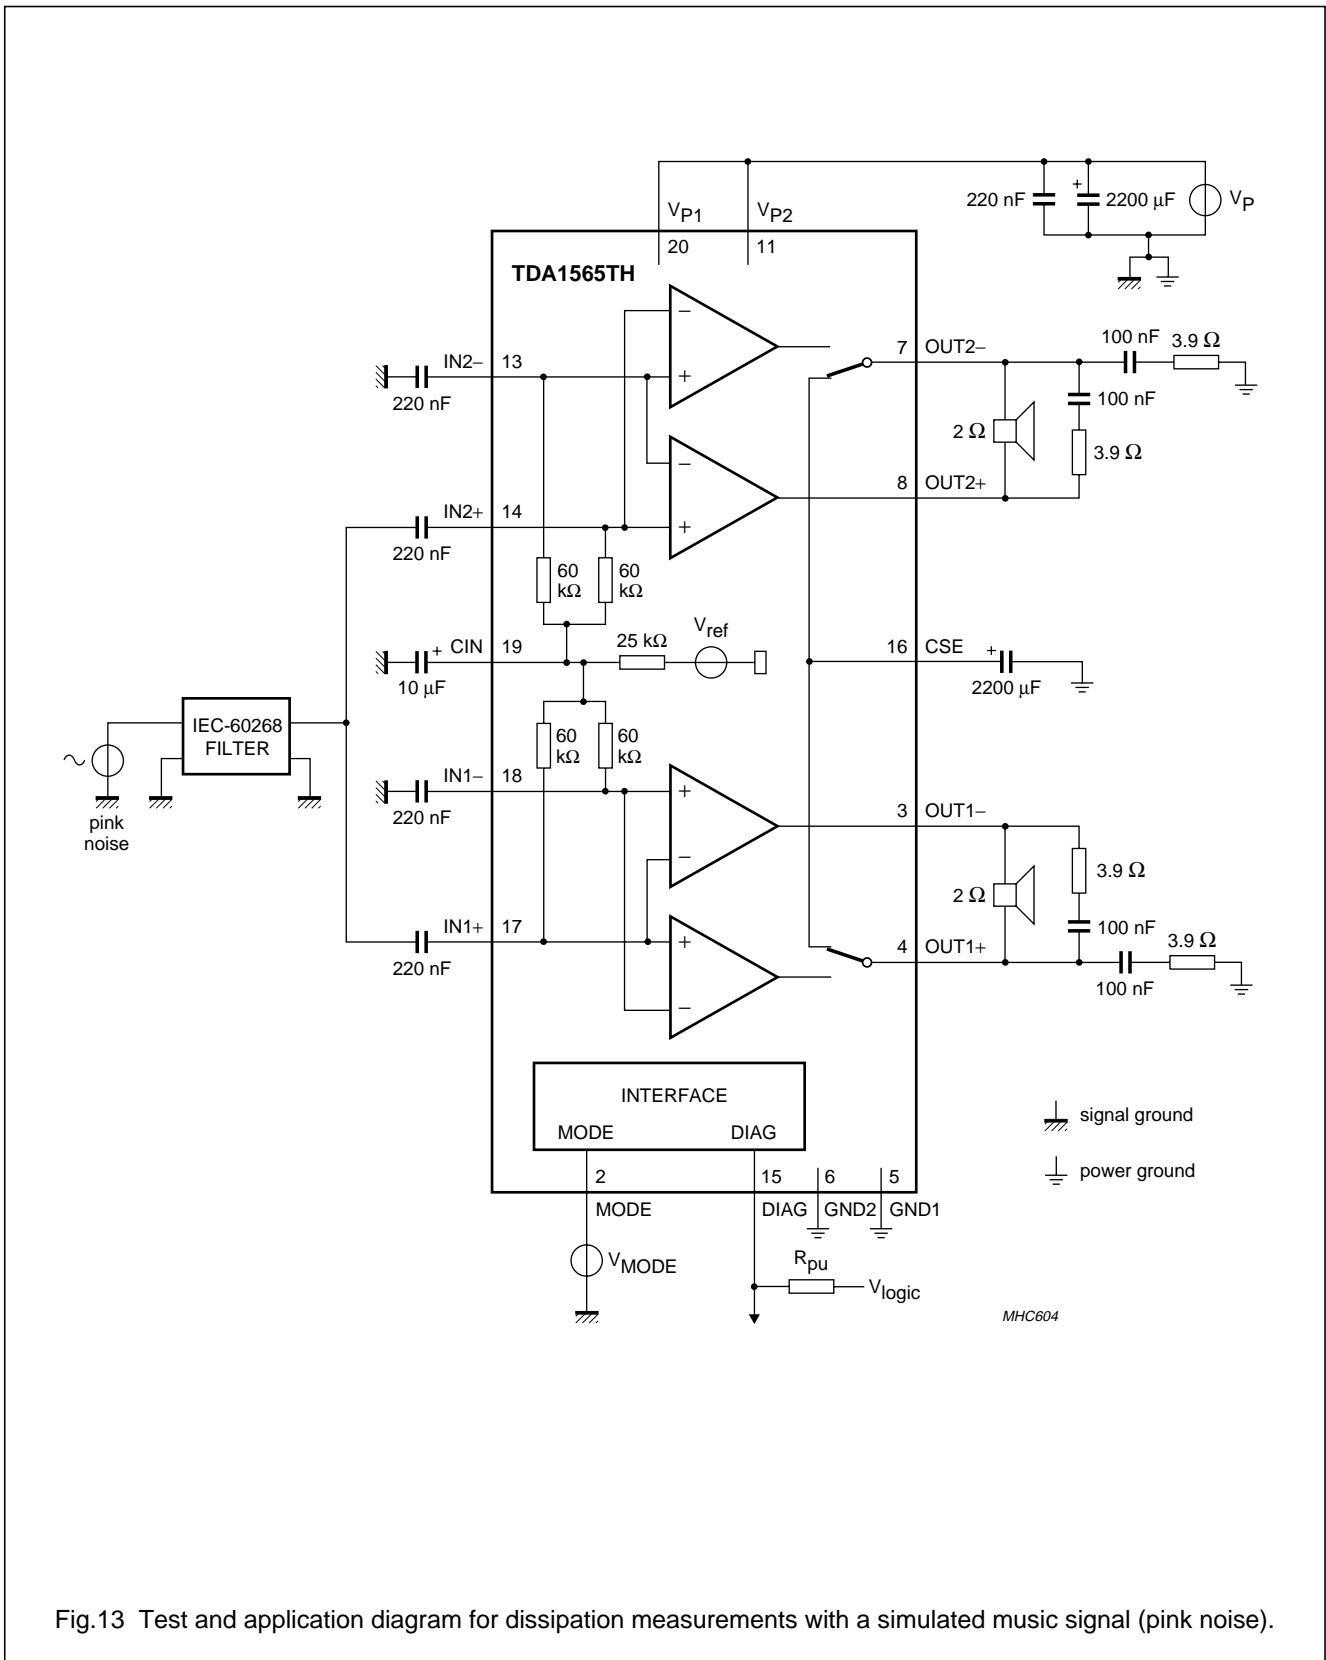 V_P1
V_P2
20
11
220 nF
+
2200 μF
V_P
TDA1565TH
−
+
IN2−
13
220 nF
7
OUT2−
100 nF
3.9 Ω
100 nF
2 Ω
3.9 Ω
−
+
8
OUT2+
IN2+
14
220 nF
60 kΩ
60 kΩ
+
CIN
19
10 μF
25 kΩ
V_ref
16
CSE
+
2200 μF
IEC-60268
FILTER
∼
pink
noise
60 kΩ
60 kΩ
IN1−
18
220 nF
+
−
3
OUT1−
3.9 Ω
2 Ω
100 nF
IN1+
17
220 nF
+
−
4
OUT1+
3.9 Ω
100 nF
INTERFACE
MODE
DIAG
signal ground
power ground
2
15
6
5
MODE
DIAG
GND2
GND1
V_MODE
R_pu
V_logic
MHC604
Fig.13 Test and application diagram for dissipation measurements with a simulated music signal (pink noise).